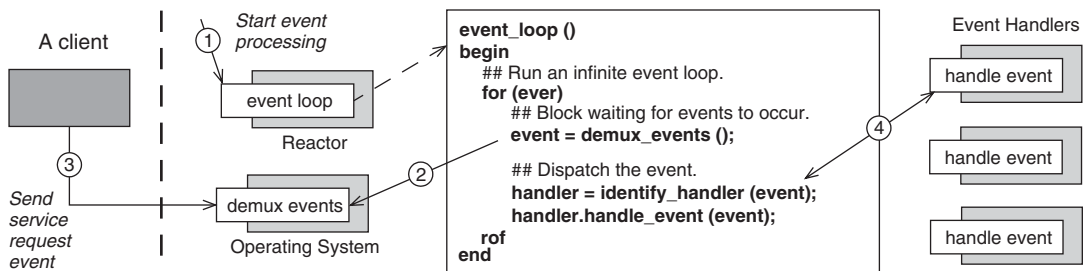 A client
Send
service
request
event
3
1
Start event
processing
event loop
Reactor
demux events
Operating System
2
event_loop ()
begin
## Run an infinite event loop.
for (ever)
## Block waiting for events to occur.
event = demux_events ();
## Dispatch the event.
handler = identify_handler (event);
handler.handle_event (event);
rof
end
4
Event Handlers
handle event
handle event
handle event